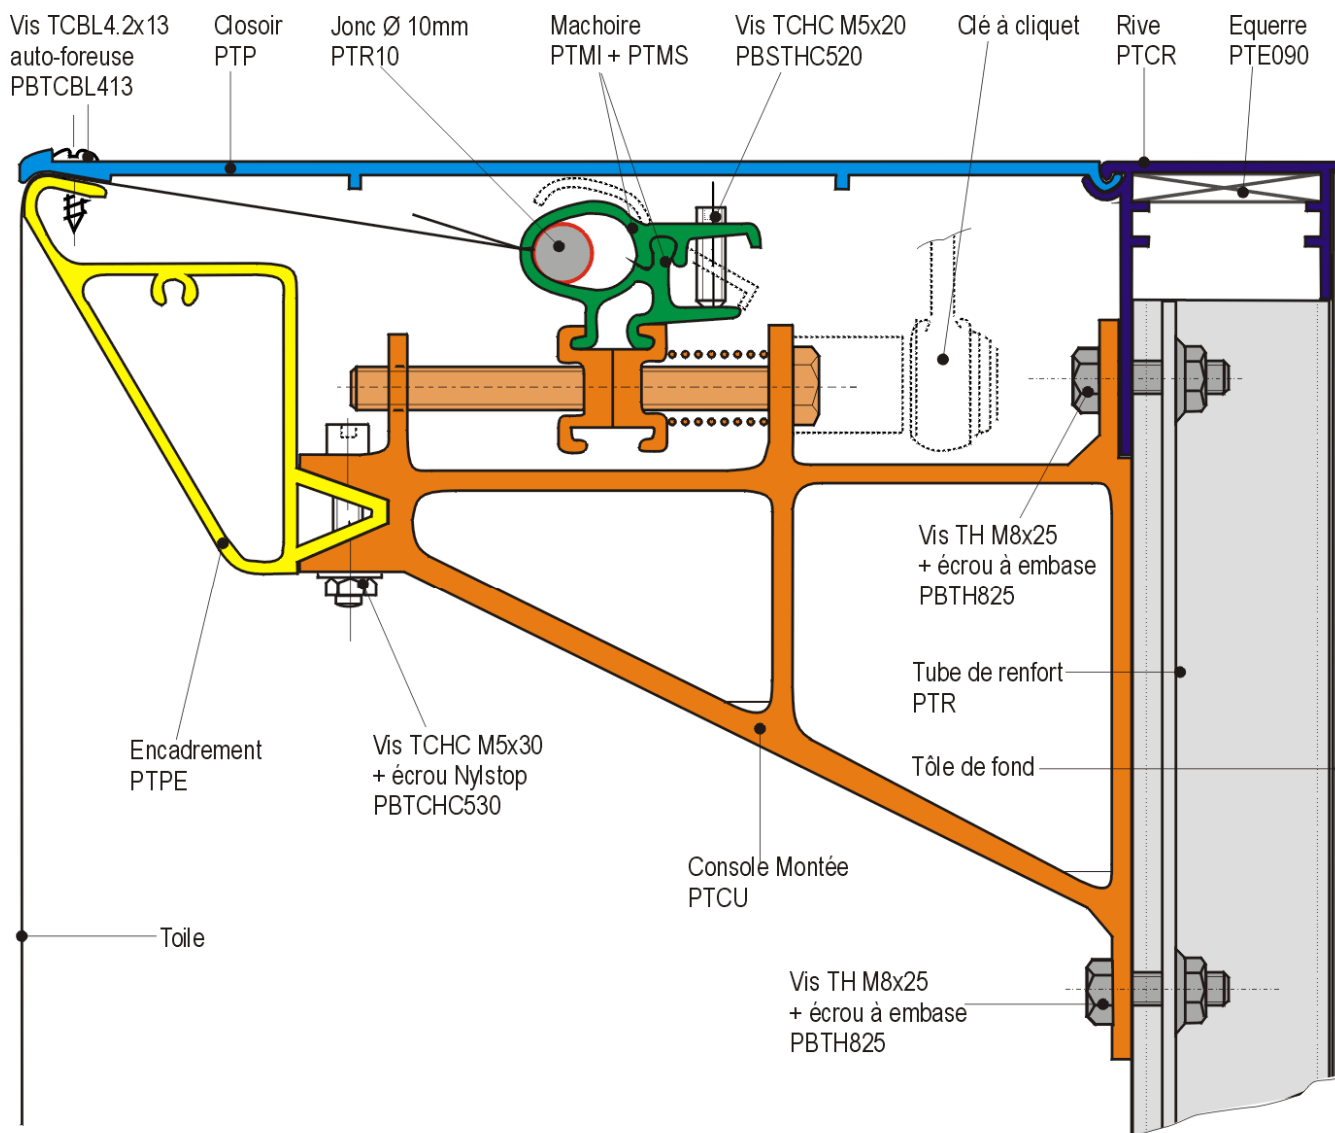 Vis TCBL4.2x13
auto-foreuse
PBTCBL413
Closoir
PTP
Jonc Ø 10mm
PTR10
Machoire
PTMI + PTMS
Vis TCHC M5x20
PBSTHC520
Clé à cliquet
Rive
PTCR
Equerre
PTE090
Vis TH M8x25
+ écrou à embase
PBTH825
Tube de renfort
PTR
Tôle de fond
Encadrement
PTPE
Vis TCHC M5x30
+ écrou Nylstop
PBTCHC530
Console Montée
PTCU
Toile
Vis TH M8x25
+ écrou à embase
PBTH825